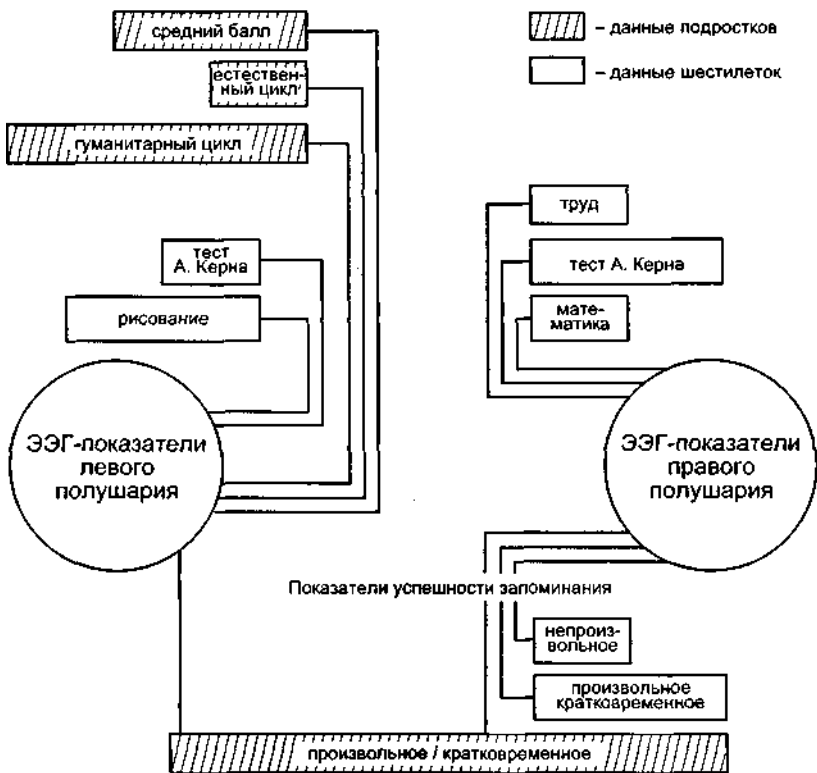 средний балл
естествен-
ный цикл
гуманитарный цикл
– данные подростков
– данные шестилеток
труд
тест
А. Керна
тест А. Керна
рисование
мате-
матика
ЭЭГ-показатели
левого
полушария
ЭЭГ-показатели
правого
полушария
Показатели успешности запоминания
непроиз-
вольное
произвольное
кратковременное
произвольное / кратковременное